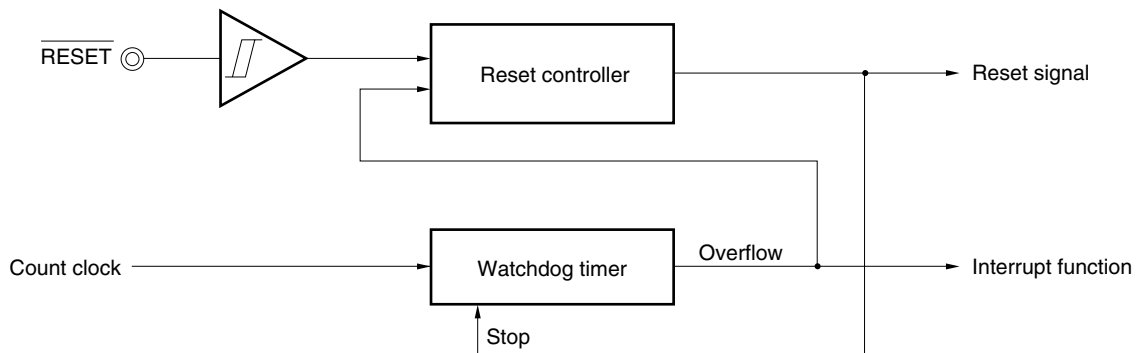 RESET
Reset controller
Reset signal
Count clock
Watchdog timer
Overflow
Interrupt function
Stop